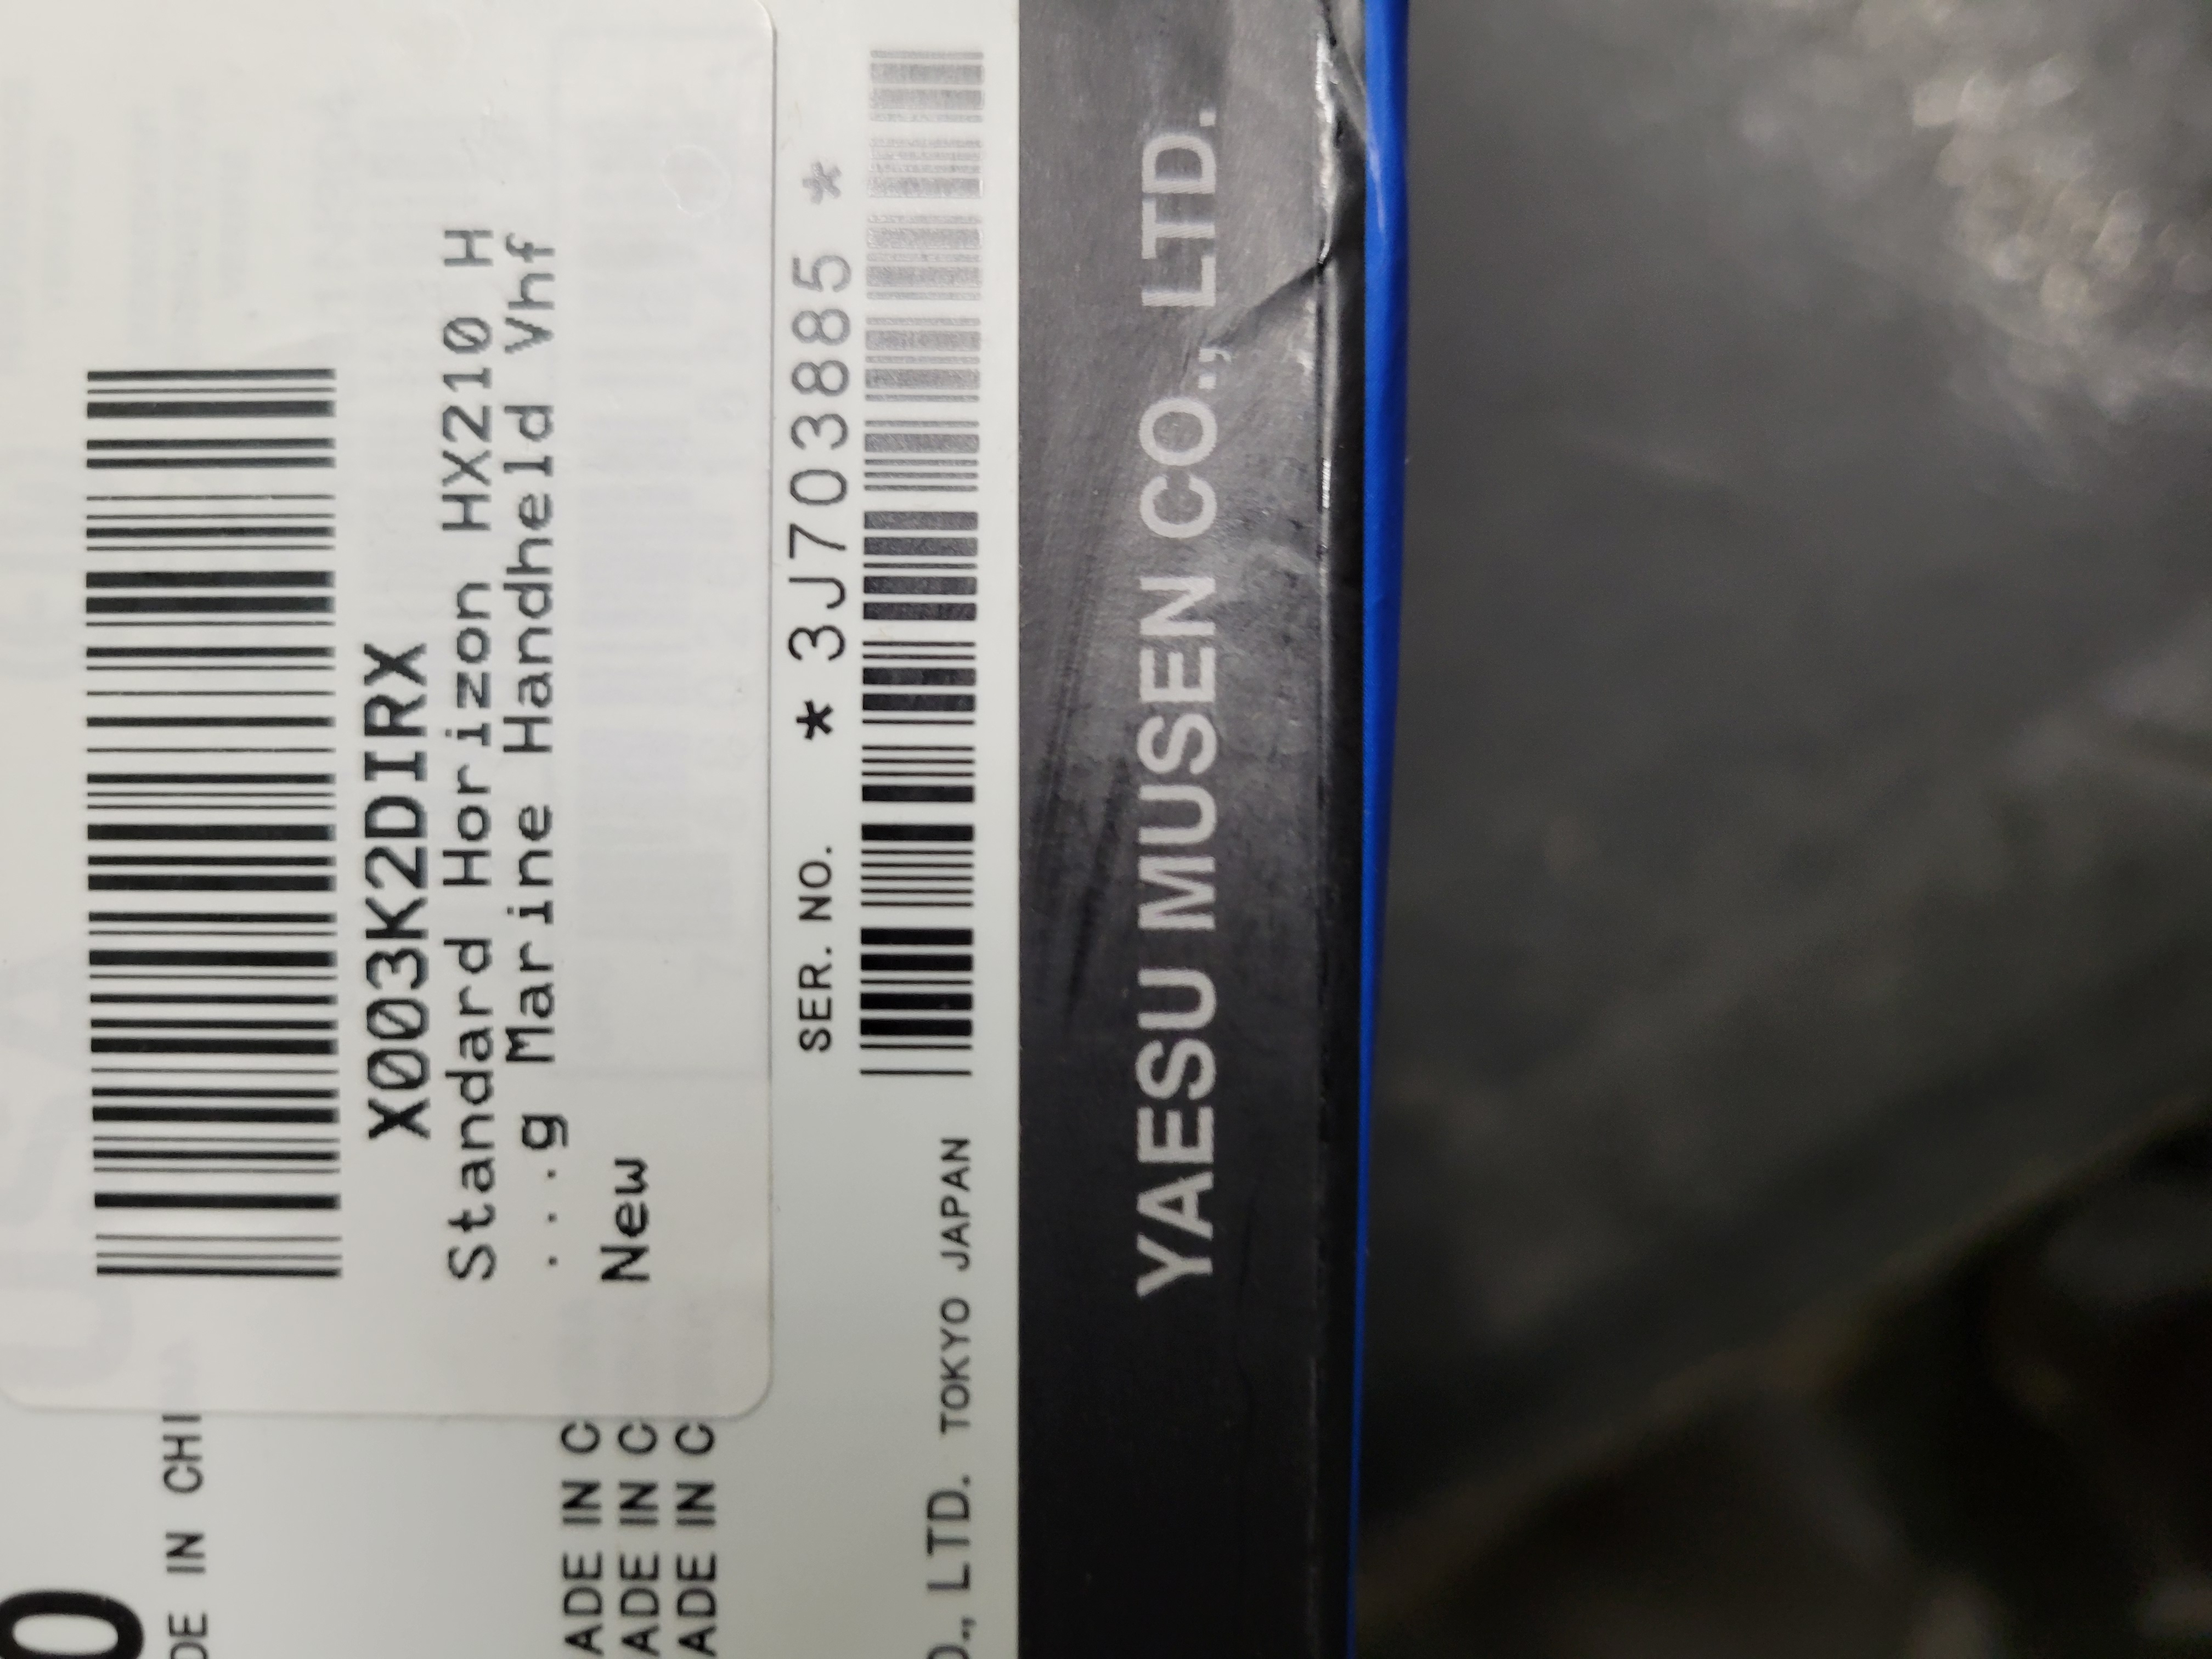 X003K2DIRX
Standard Horizon HX210 H
...g Marine Handheld Vhf
New
DE IN CHI
ADE IN C
ADE IN C
ADE IN C
SER. NO. * 3J703885 *
O., LTD. TOKYO JAPAN
YAESU MUSEN CO., LTD.
0